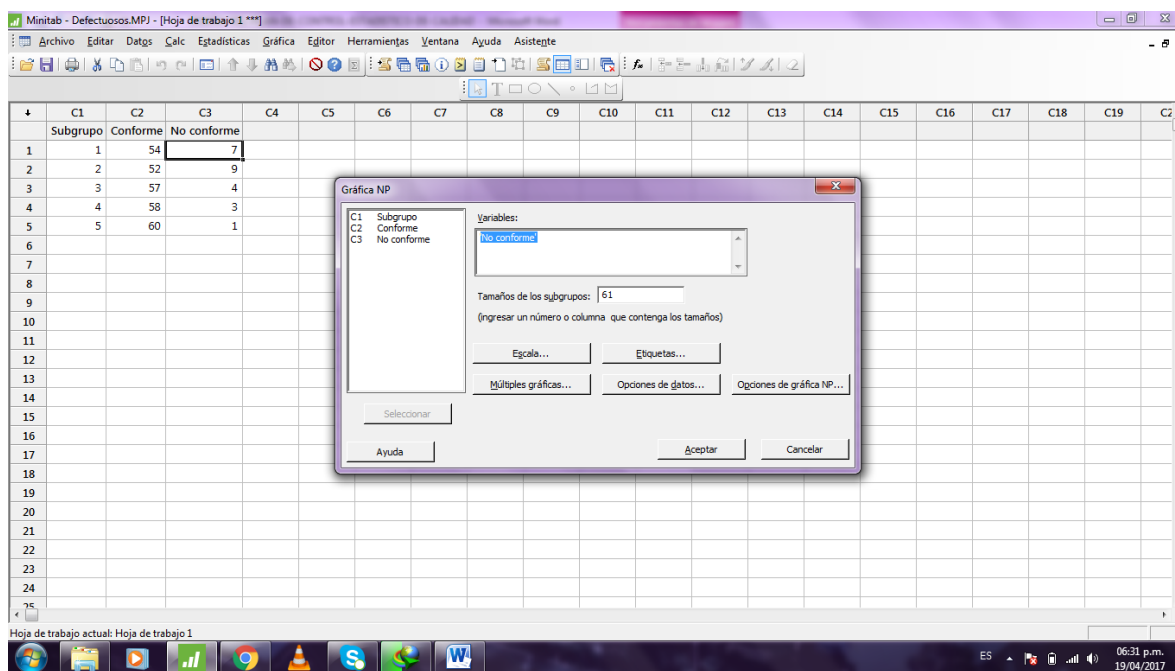 Minitab - Defectuosos.MPJ - [Hoja de trabajo 1 ***]
Archivo Editar Datos Calc Estadísticas Gráfica Editor Herramientas Ventana Ayuda Asistente
C1 C2 C3 C4 C5 C6 C7 C8 C9 C10 C11 C12 C13 C14 C15 C16 C17 C18 C19 C2
Subgrupo Conforme No conforme
1 1 54 7
2 2 52 9
3 3 57 4
4 4 58 3
5 5 60 1
6
7
8
9
10
11
12
13
14
15
16
17
18
19
20
21
22
23
24
25
Gráfica NP
C1 Subgrupo
C2 Conforme
C3 No conforme
Variables:
'No conforme'
Tamaños de los subgrupos: 61
(ingresar un número o columna que contenga los tamaños)
Escala... Etiquetas...
Múltiples gráficas... Opciones de datos... Opciones de gráfica NP...
Seleccionar
Ayuda Aceptar Cancelar
Hoja de trabajo actual: Hoja de trabajo 1
ES 06:31 p.m.
19/04/2017